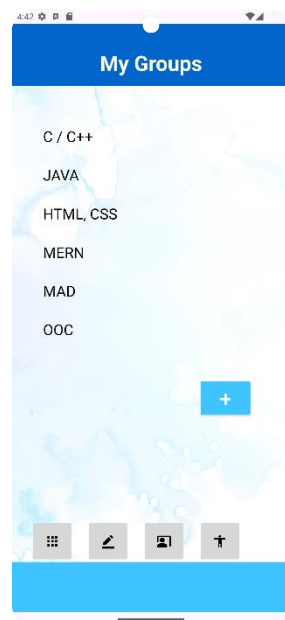 4:42
My Groups
C / C++
JAVA
HTML, CSS
MERN
MAD
OOC
+